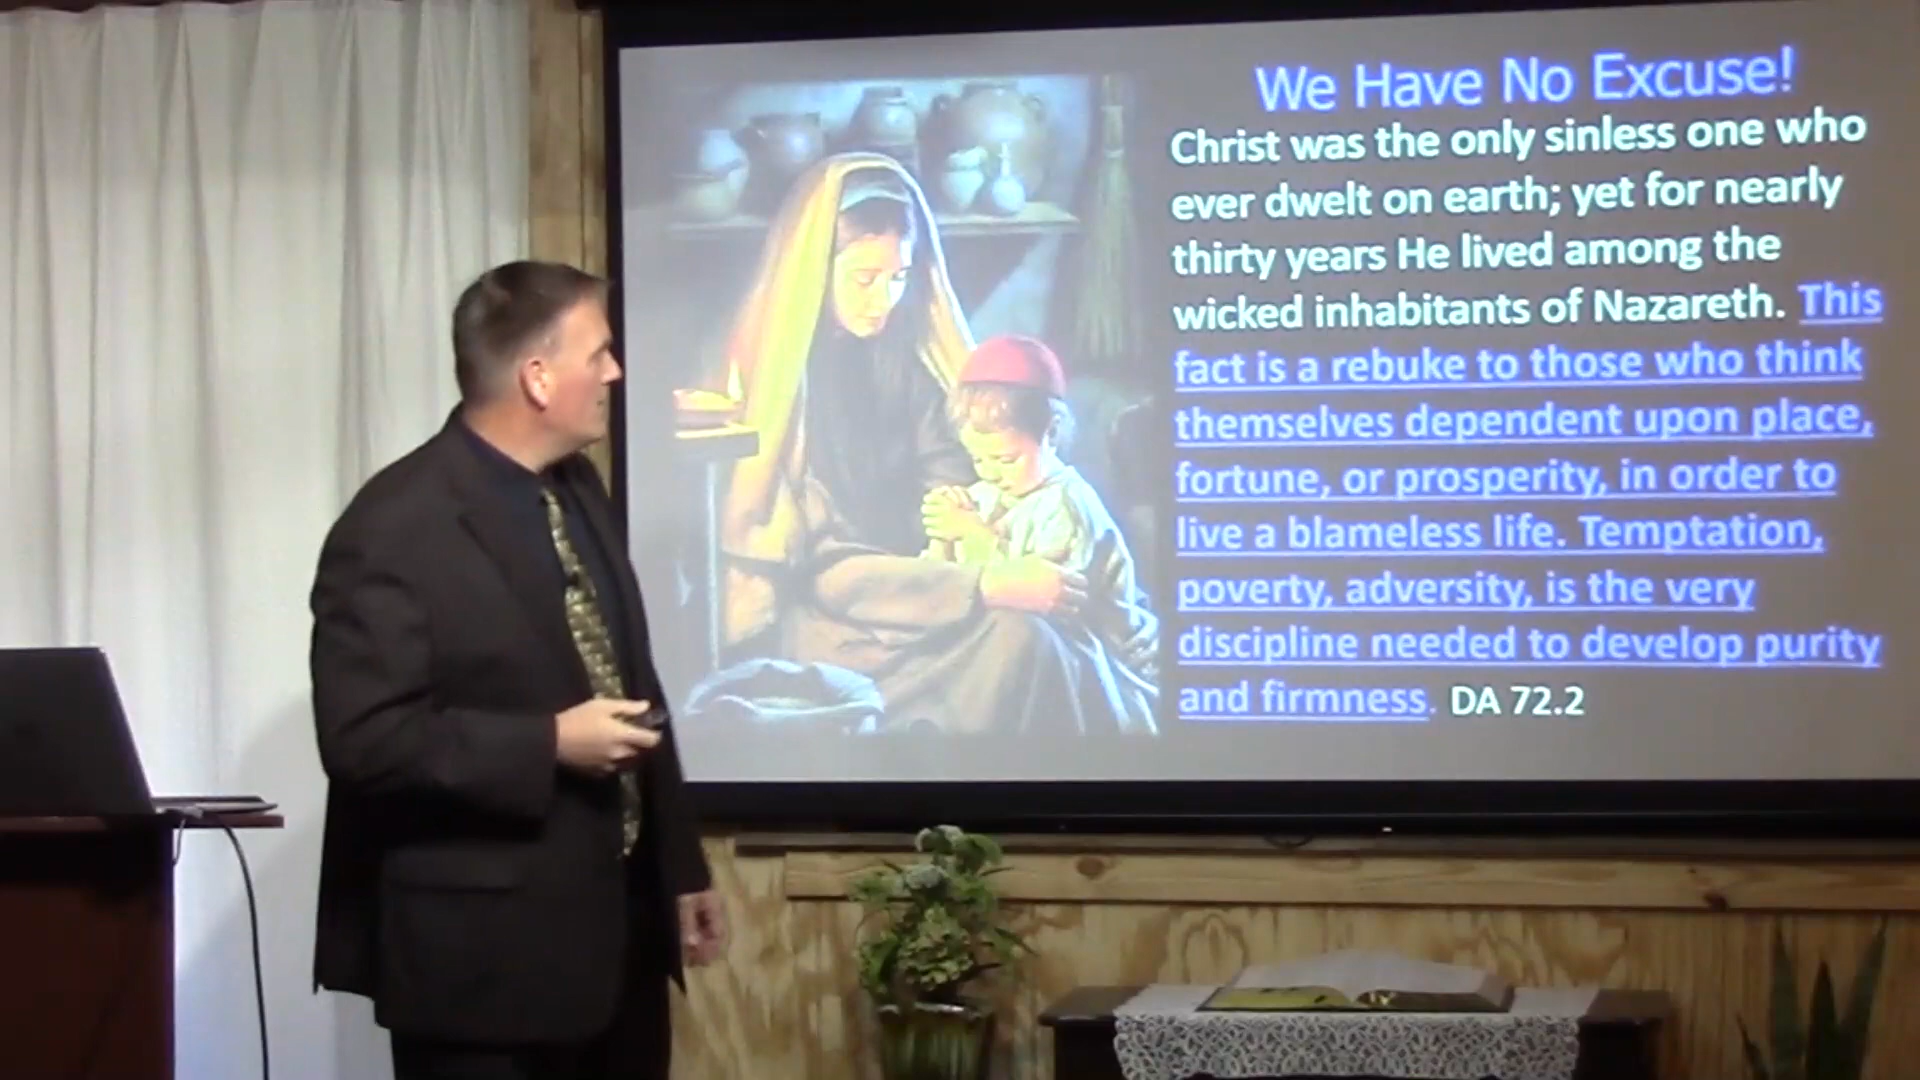 We Have No Excuse!
Christ was the only sinless one who
ever dwelt on earth; yet for nearly
thirty years He lived among the
wicked inhabitants of Nazareth. This
fact is a rebuke to those who think
themselves dependent upon place,
fortune, or prosperity, in order to
live a blameless life. Temptation,
poverty, adversity, is the very
discipline needed to develop purity
and firmness. DA 72.2